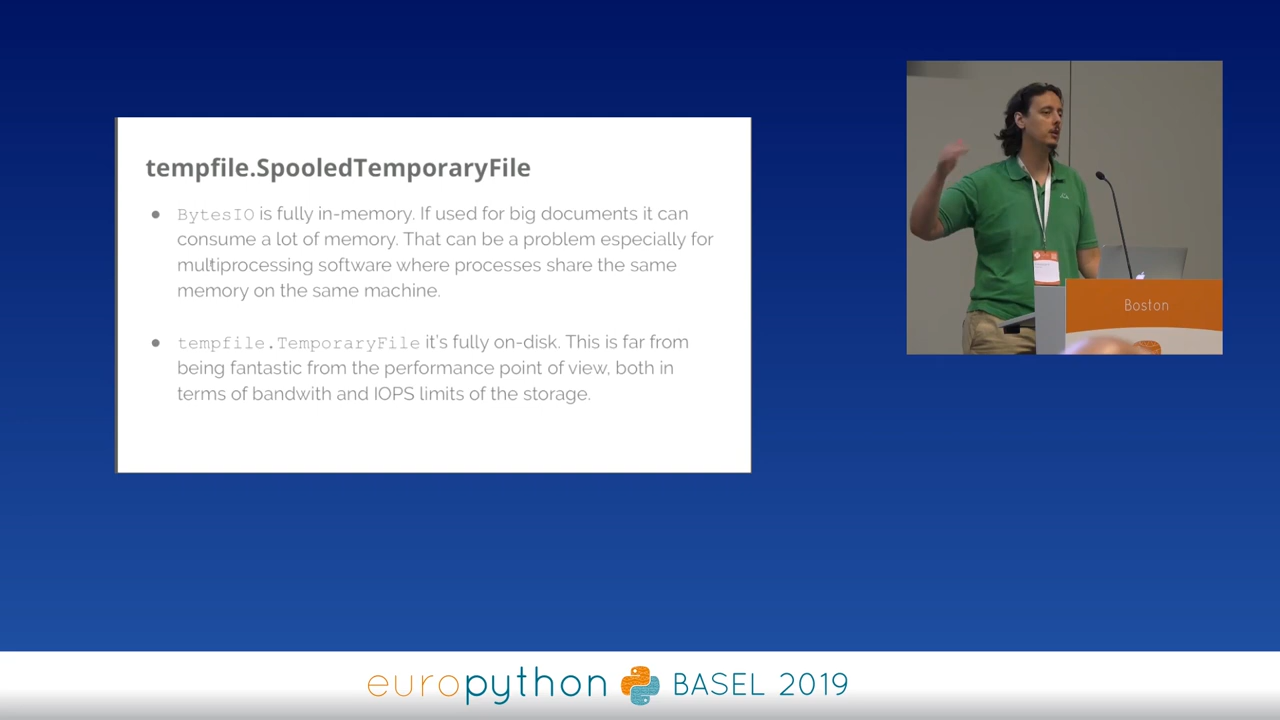 tempfile.SpooledTemporaryFile
● BytesIO is fully in-memory. If used for big documents it can
consume a lot of memory. That can be a problem especially for
multiprocessing software where processes share the same
memory on the same machine.
● tempfile.TemporaryFile it's fully on-disk. This is far from
being fantastic from the performance point of view, both in
terms of bandwith and IOPS limits of the storage.
Boston
europython BASEL 2019